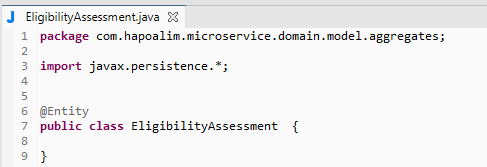 EligibilityAssessment.java
1 package com.hapoalim.microservice.domain.model.aggregates;
2
3 import javax.persistence.*;
4
5
6 @Entity
7 public class EligibilityAssessment  {
8
9 }